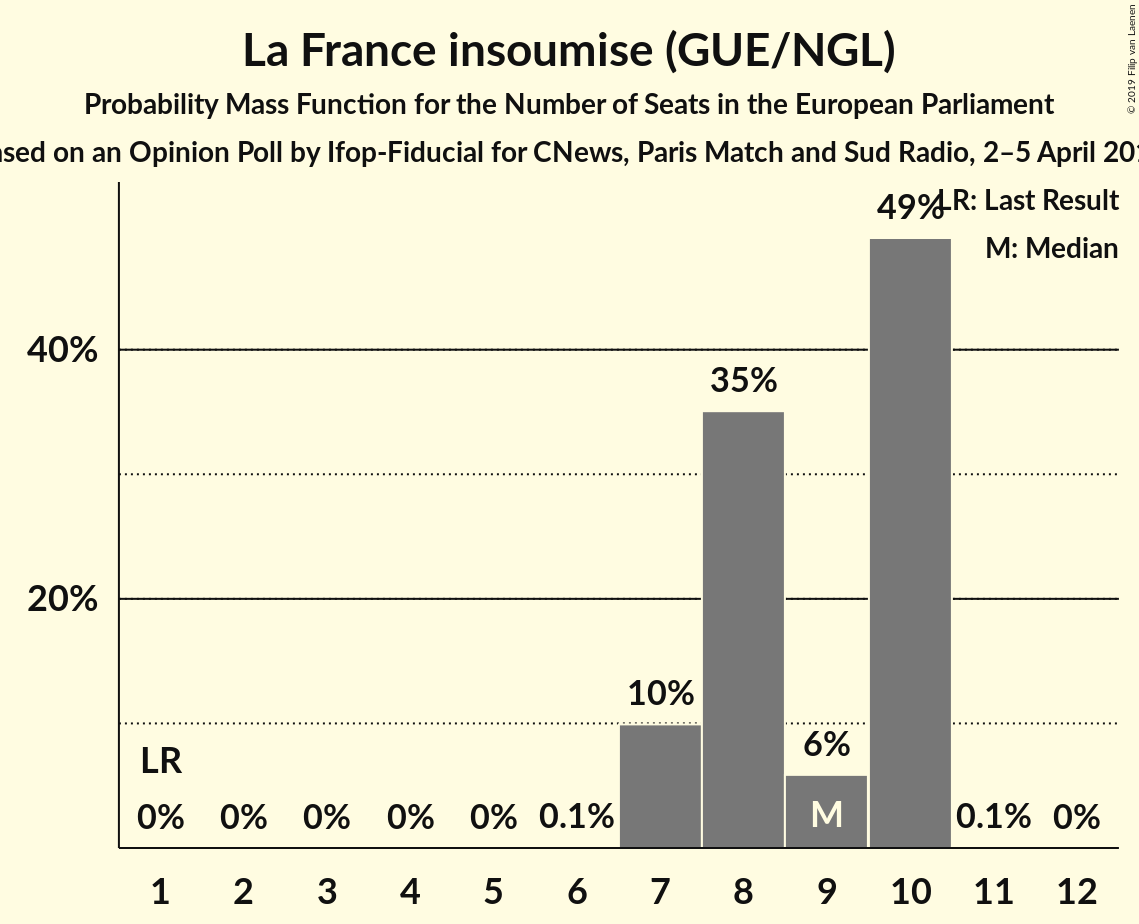 La France insoumise (GUE/NGL)
Probability Mass Function for the Number of Seats in the European Parliament
on an Opinion Poll by Ifop-Fiducial for CNews, Paris Match and Sud Radio, 2–5 April
© 2019 Filip van Laenen
LR: Last Result
M: Median
49%
40%
35%
20%
10%
6%
LR
M
0% 0% 0% 0% 0% 0.1% 0.1% 0%
1 2 3 4 5 6 7 8 9 10 11 12